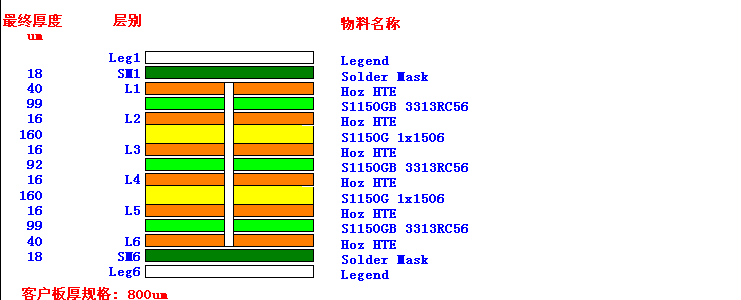 最终厚度 层别 物料名称
um
Leg1 Legend
18 SM1 Solder Mask
40 L1 Hoz HTE
99 S1150GB 3313RC56
16 L2 Hoz HTE
160 S1150G 1x1506
16 L3 Hoz HTE
92 S1150GB 3313RC56
16 L4 Hoz HTE
160 S1150G 1x1506
16 L5 Hoz HTE
99 S1150GB 3313RC56
40 L6 Hoz HTE
18 SM6 Solder Mask
Leg6 Legend
客户板厚规格: 800um